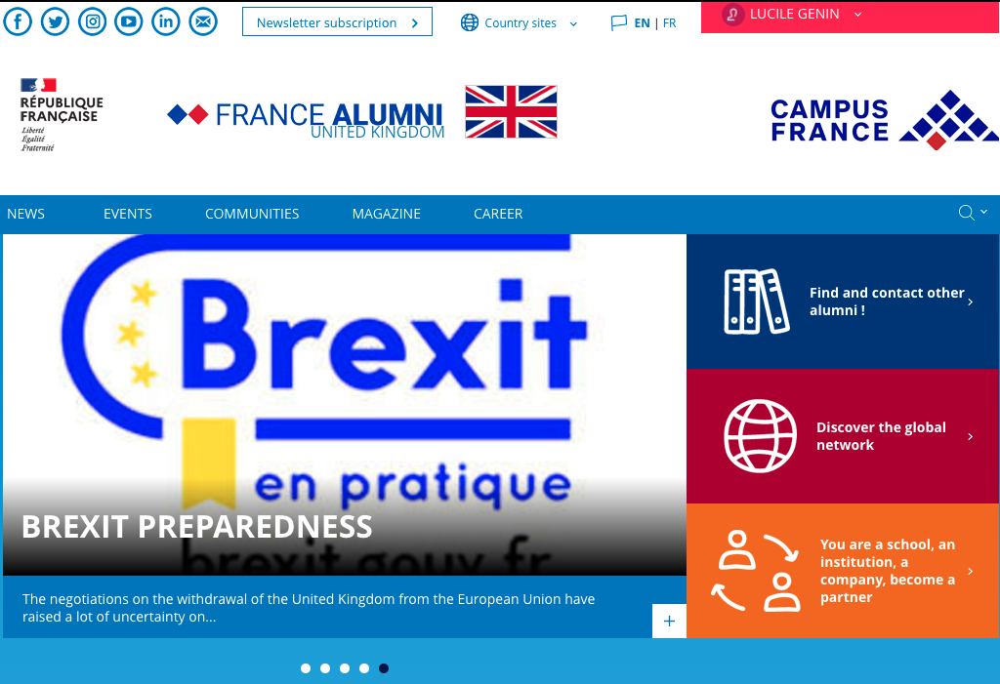 Newsletter subscription
Country sites
EN | FR
LUCILE GENIN
RÉPUBLIQUE
FRANÇAISE
Liberté
Égalité
Fraternité
FRANCE ALUMNI
UNITED KINGDOM
CAMPUS
FRANCE
NEWS
EVENTS
COMMUNITIES
MAGAZINE
CAREER
Brexit
en pratique
brexit.gouv.fr
BREXIT PREPAREDNESS
The negotiations on the withdrawal of the United Kingdom from the European Union have
raised a lot of uncertainty on...
+
Find and contact other
alumni !
Discover the global
network
You are a school, an
institution, a
company, become a
partner